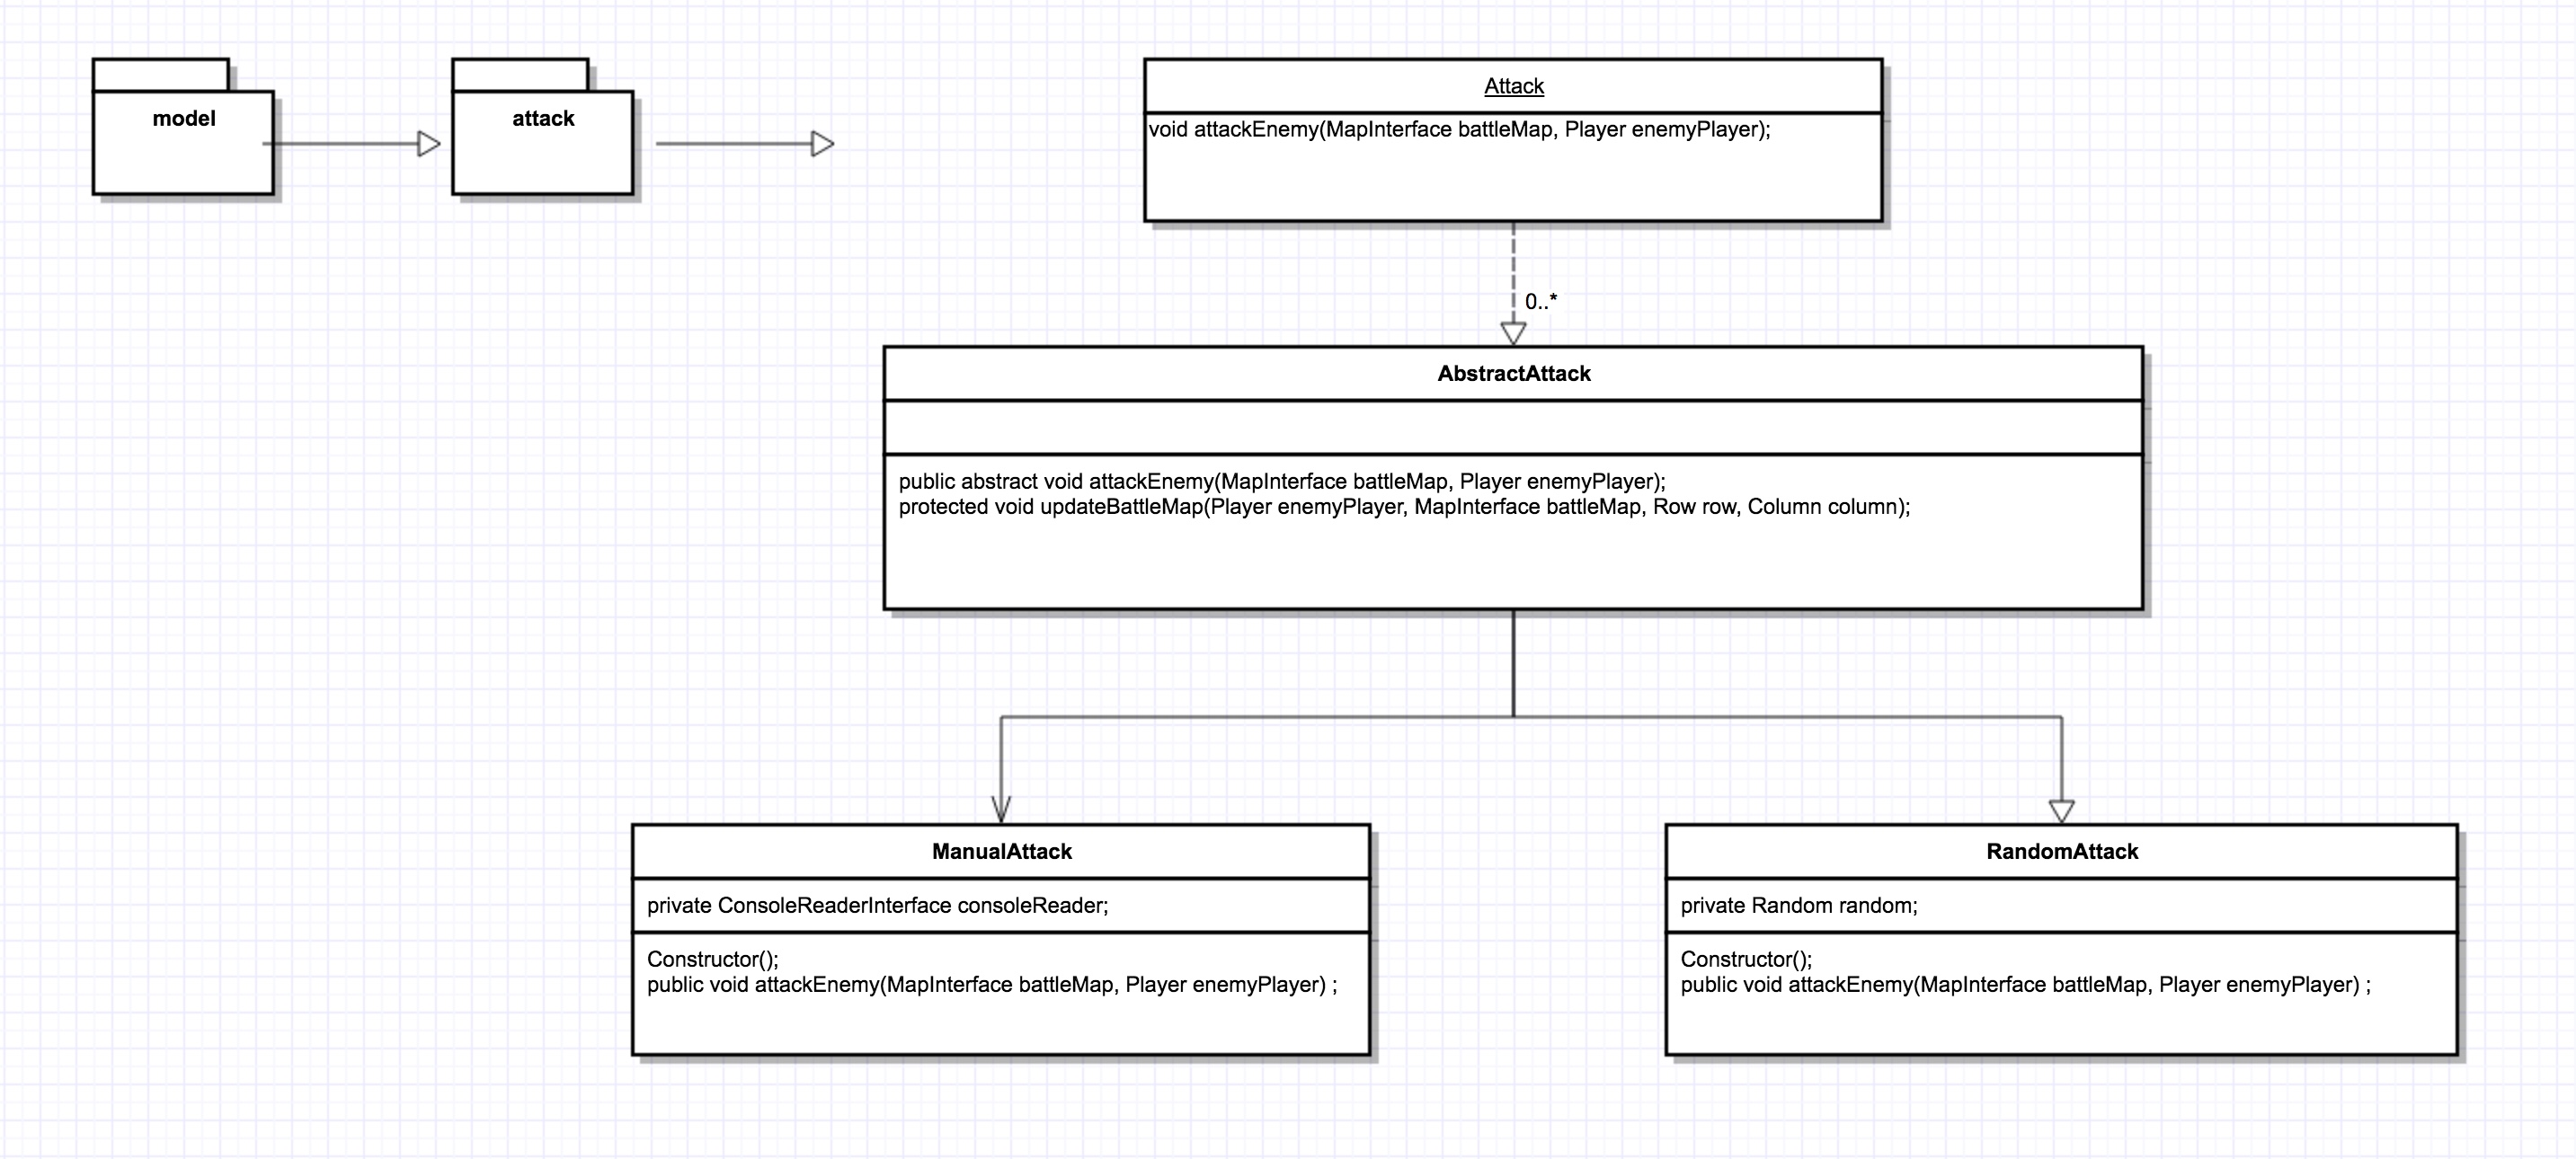 model
attack
Attack
void attackEnemy(MapInterface battleMap, Player enemyPlayer);
0..*
AbstractAttack
public abstract void attackEnemy(MapInterface battleMap, Player enemyPlayer);
protected void updateBattleMap(Player enemyPlayer, MapInterface battleMap, Row row, Column column);
ManualAttack
private ConsoleReaderInterface consoleReader;
Constructor();
public void attackEnemy(MapInterface battleMap, Player enemyPlayer) ;
RandomAttack
private Random random;
Constructor();
public void attackEnemy(MapInterface battleMap, Player enemyPlayer) ;